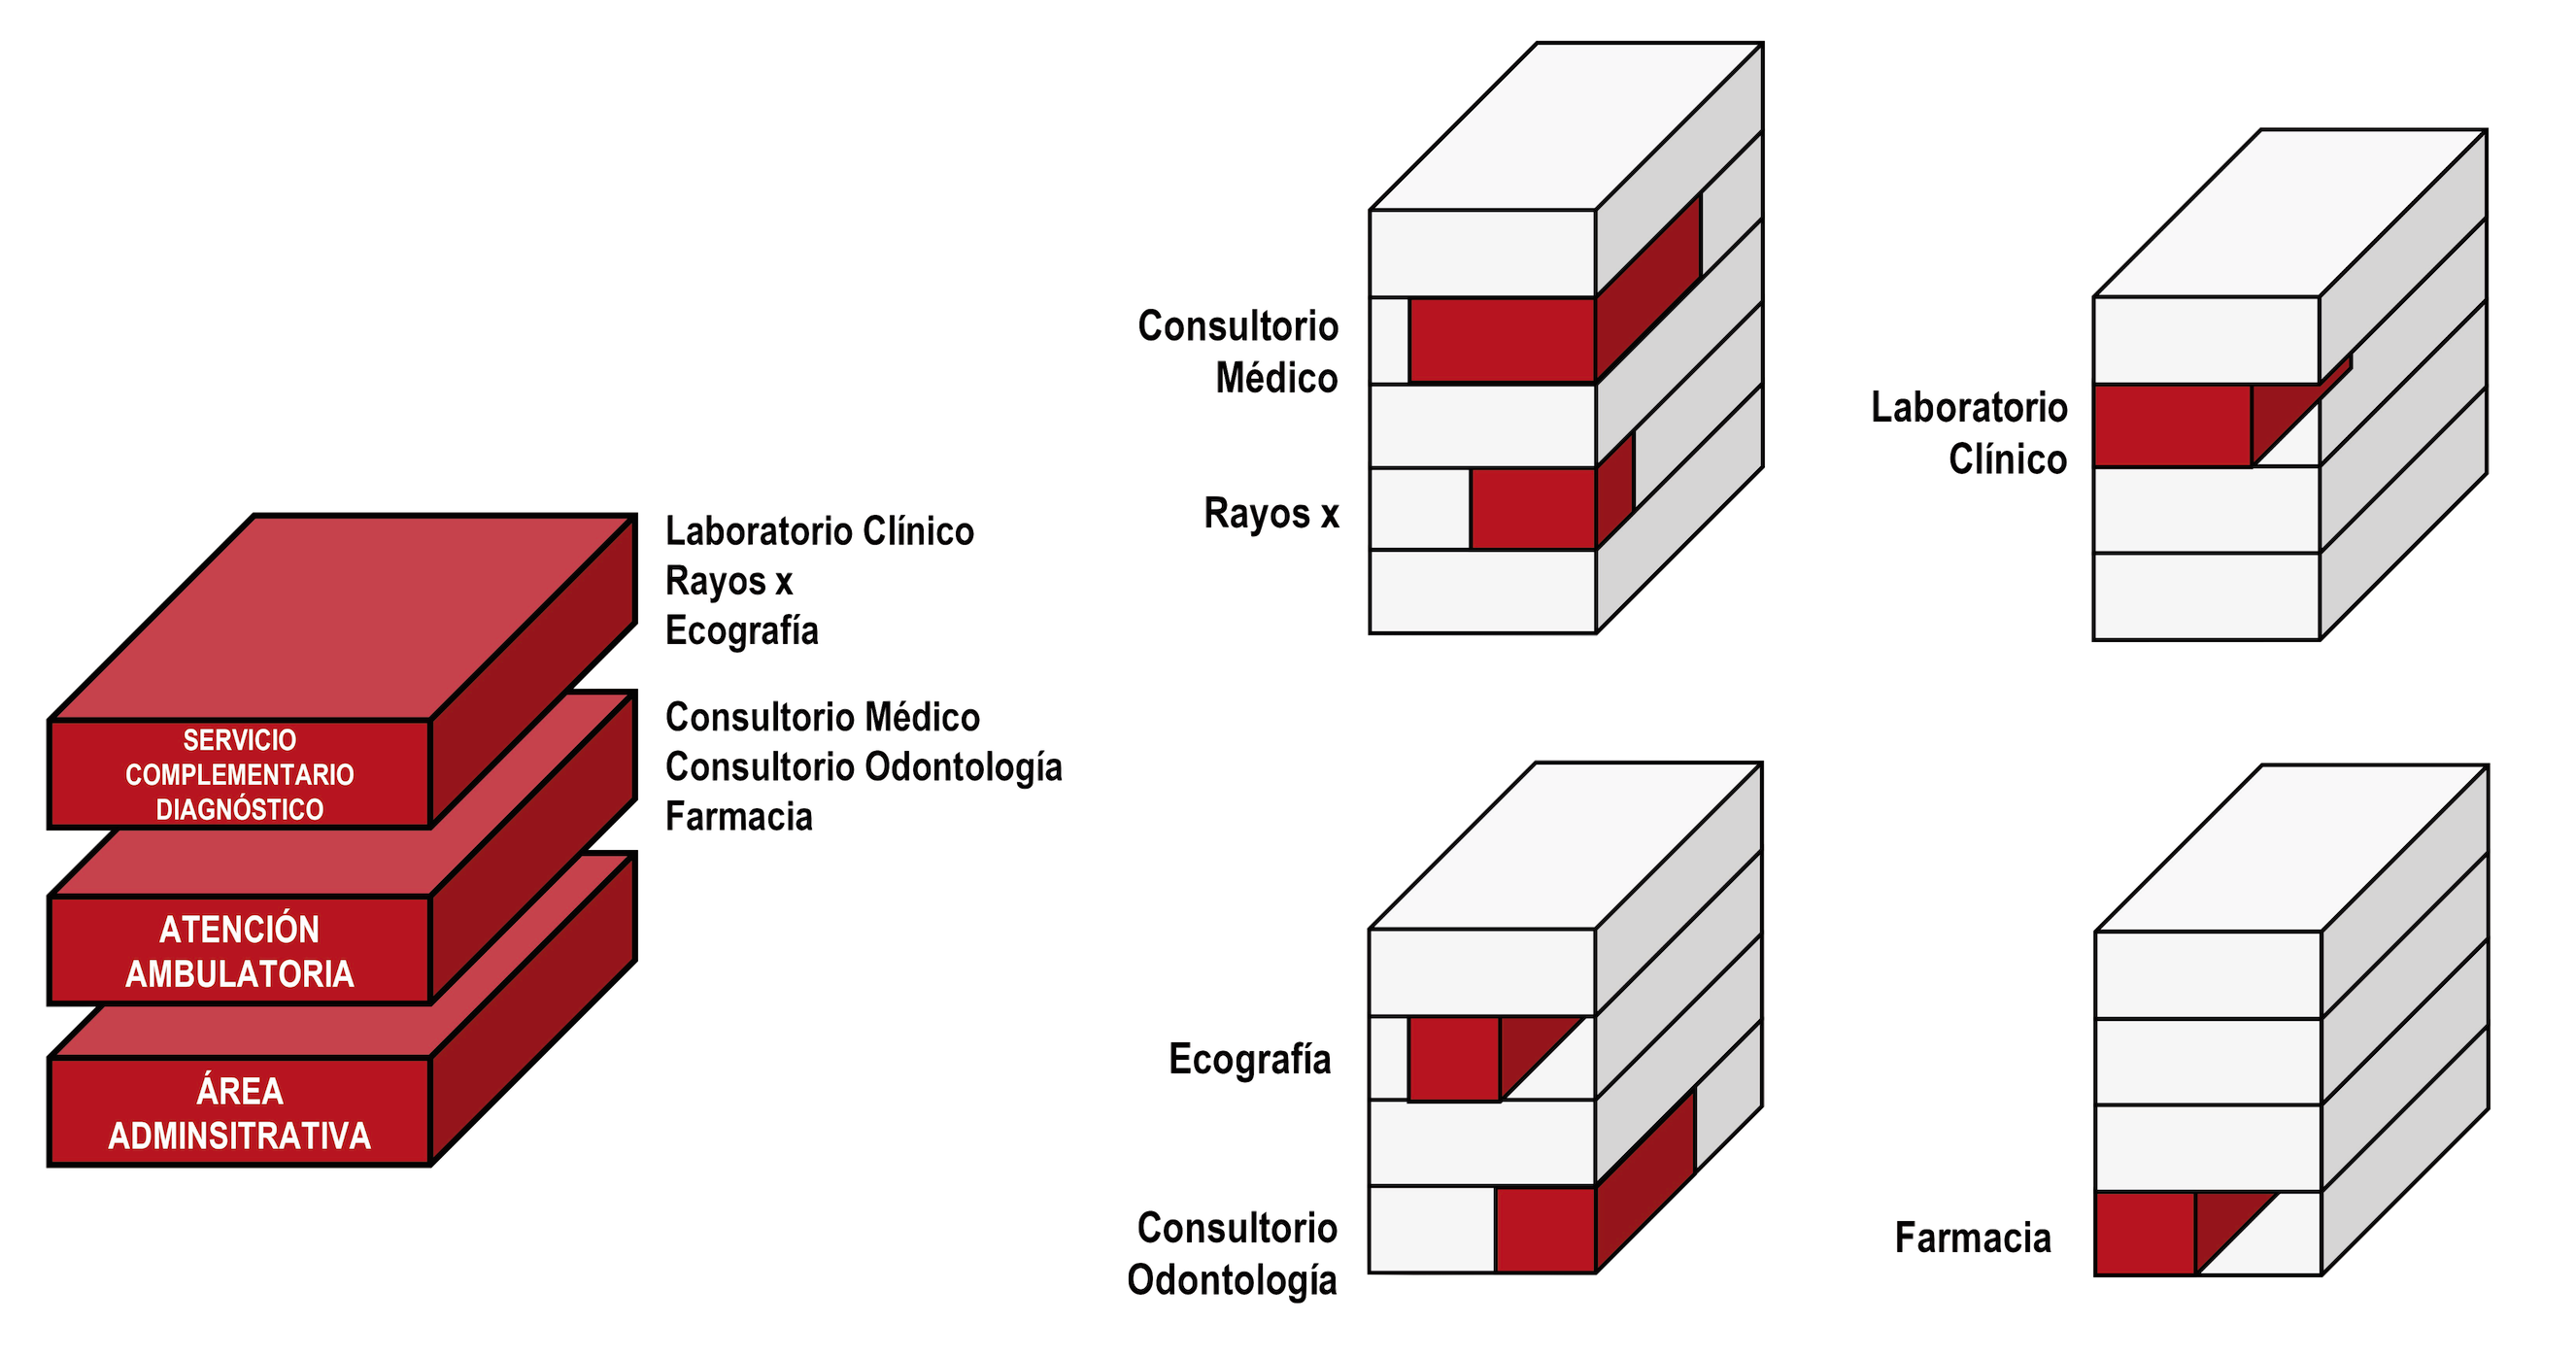 Laboratorio Clínico
Rayos x
Ecografía
SERVICIO
COMPLEMENTARIO
DIAGNÓSTICO
Consultorio Médico
Consultorio Odontología
Farmacia
ATENCIÓN
AMBULATORIA
ÁREA
ADMINSITRATIVA
Consultorio
Médico
Rayos x
Laboratorio
Clínico
Ecografía
Consultorio
Odontología
Farmacia